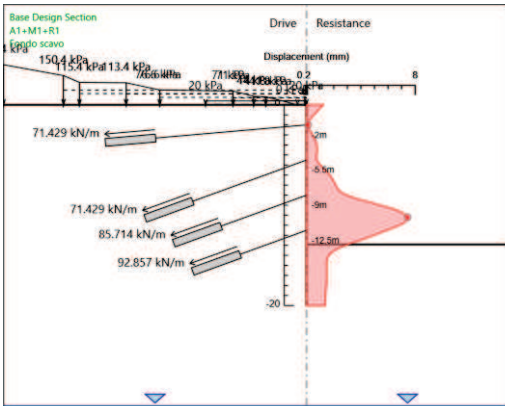 Base Design Section
A1+M1+R1
Fondo scavo
Drive
Resistance
Displacement (mm)
0.2
8
150.4 kPa
115.4 kPa
113.4 kPa
20 kPa
71.429 kN/m
-2m
-5.5m
71.429 kN/m
-9m
85.714 kN/m
-12.5m
92.857 kN/m
-20